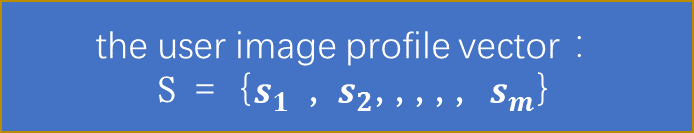 the user image profile vector：
S = {s₁ , s₂, , , , , sₘ}